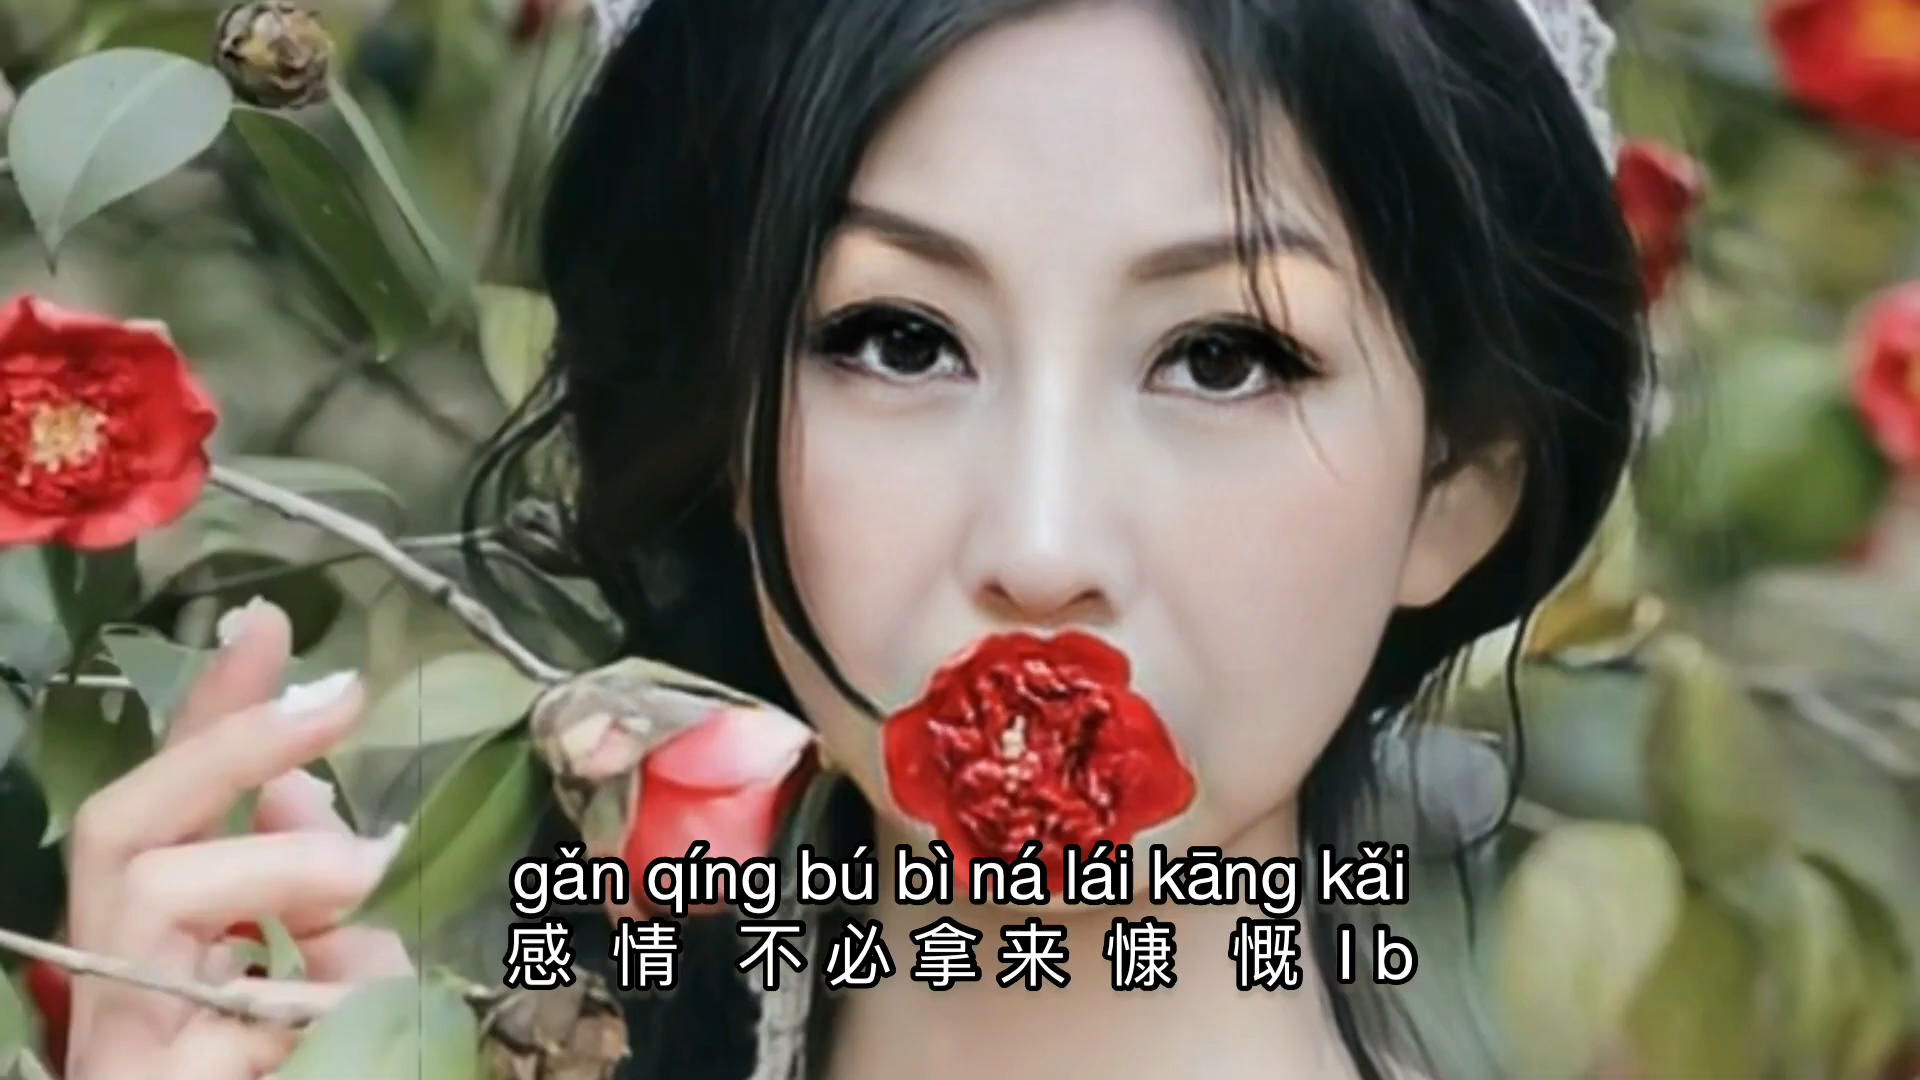 gǎn qíng bú bì ná lái kāng kǎi
感 情 不 必 拿 来 慷 慨 l b